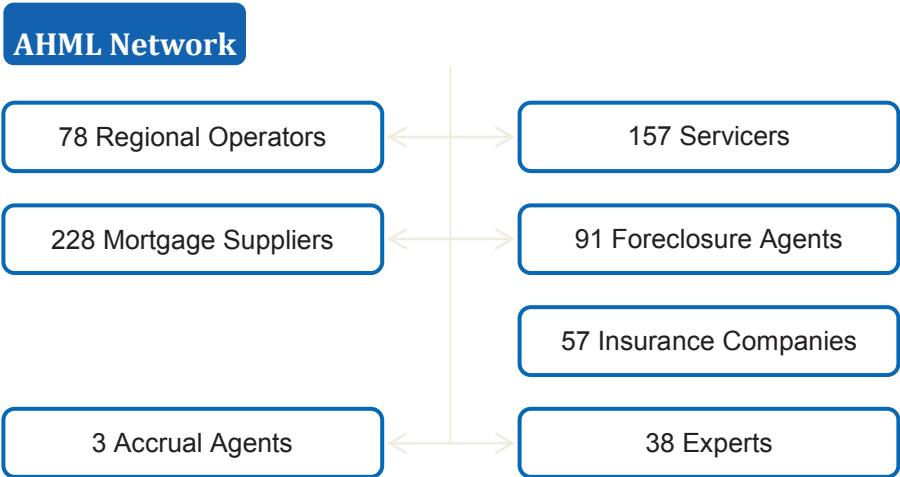 AHML Network
78 Regional Operators
157 Servicers
228 Mortgage Suppliers
91 Foreclosure Agents
57 Insurance Companies
3 Accrual Agents
38 Experts